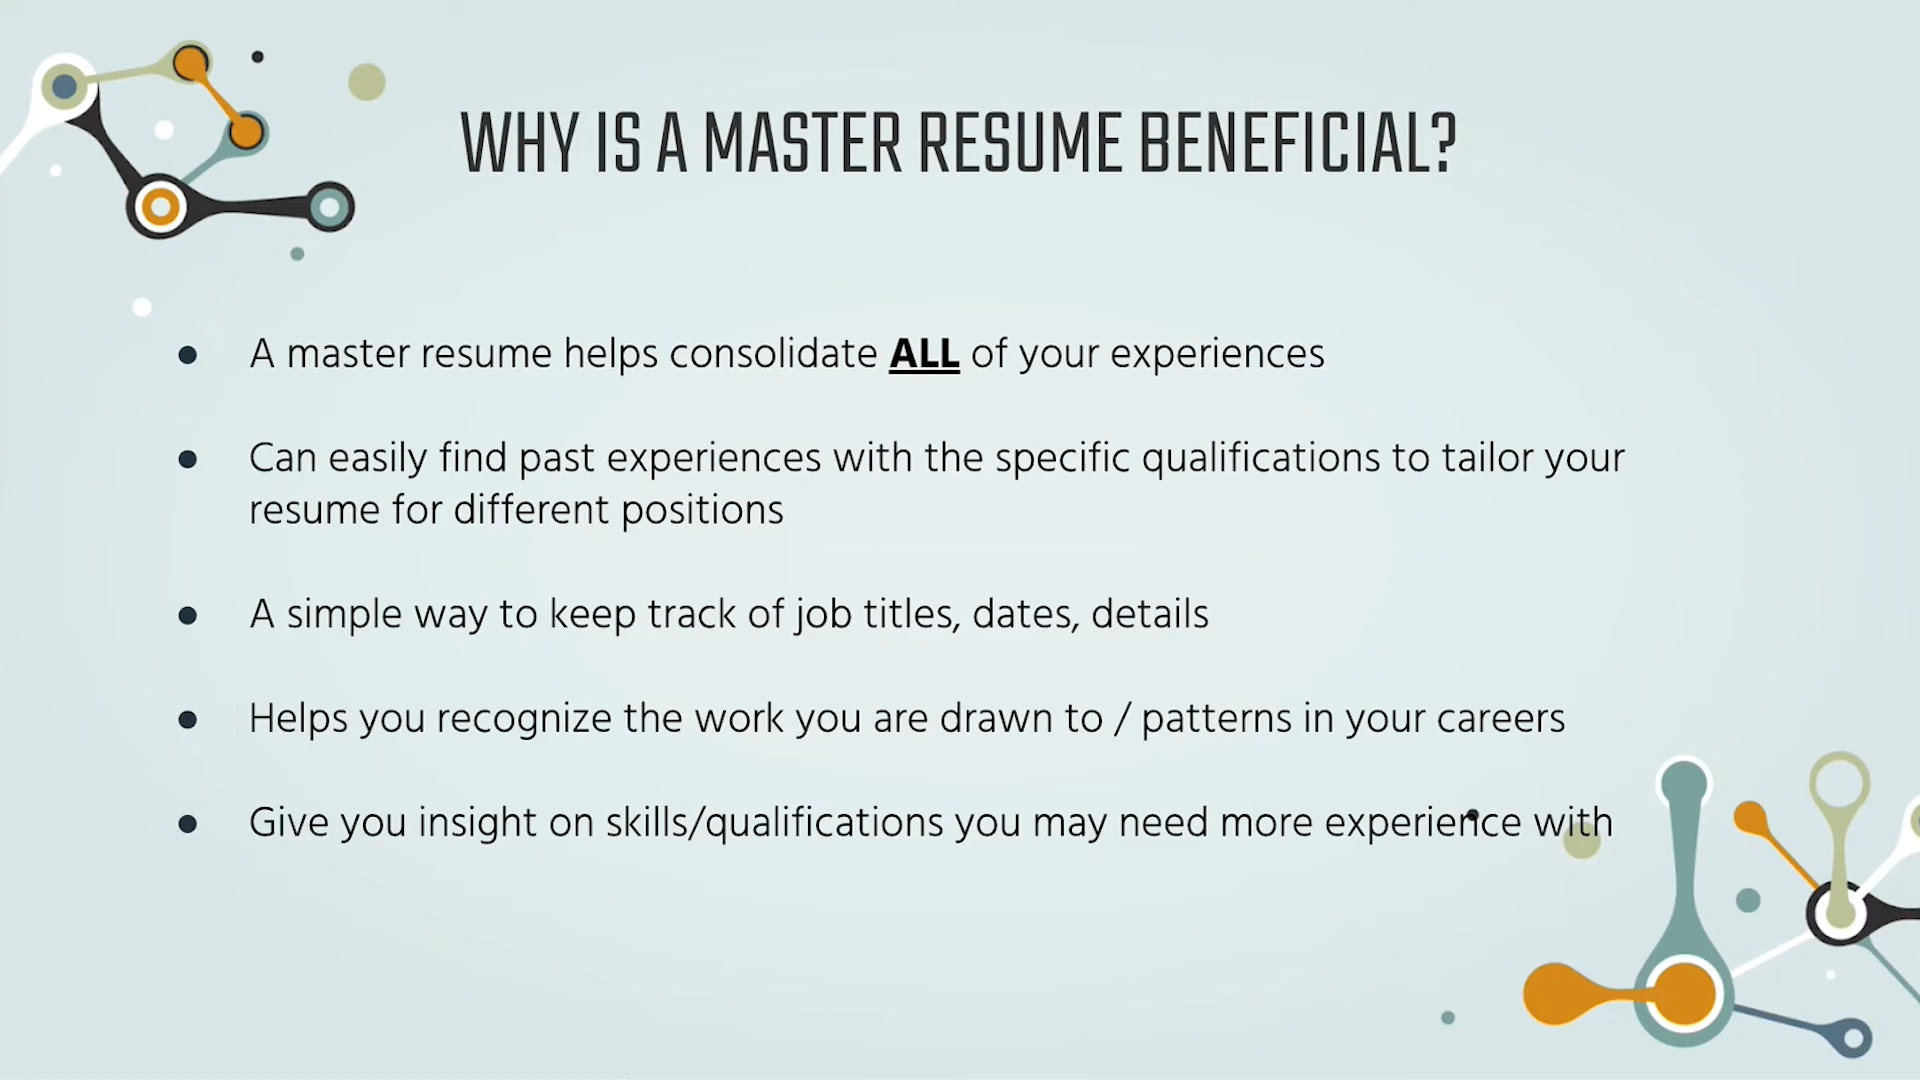 WHY IS A MASTER RESUME BENEFICIAL?
● A master resume helps consolidate ALL of your experiences
● Can easily find past experiences with the specific qualifications to tailor your
resume for different positions
● A simple way to keep track of job titles, dates, details
● Helps you recognize the work you are drawn to / patterns in your careers
● Give you insight on skills/qualifications you may need more experience with